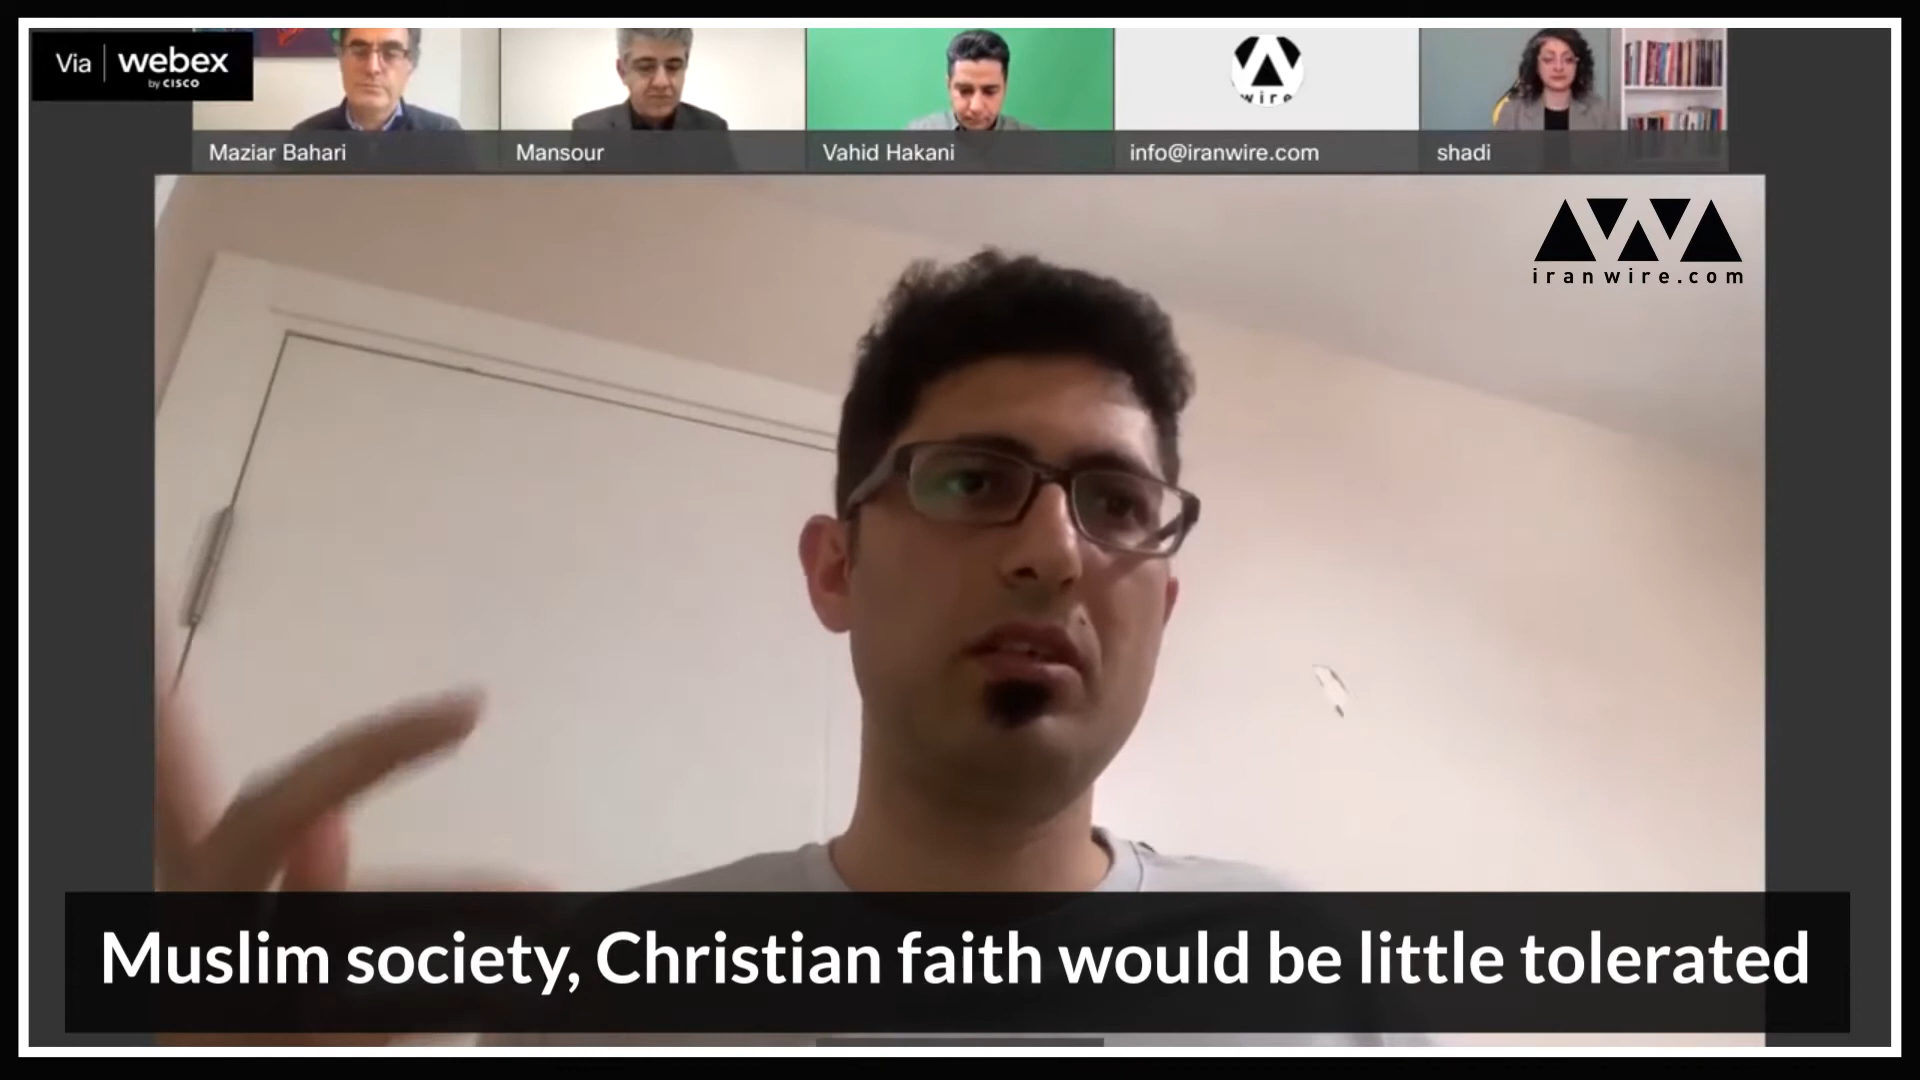 Via webex
by CISCO
wire
Maziar Bahari
Mansour
Vahid Hakani
info@iranwire.com
shadi
iranwire.com
Muslim society, Christian faith would be little tolerated